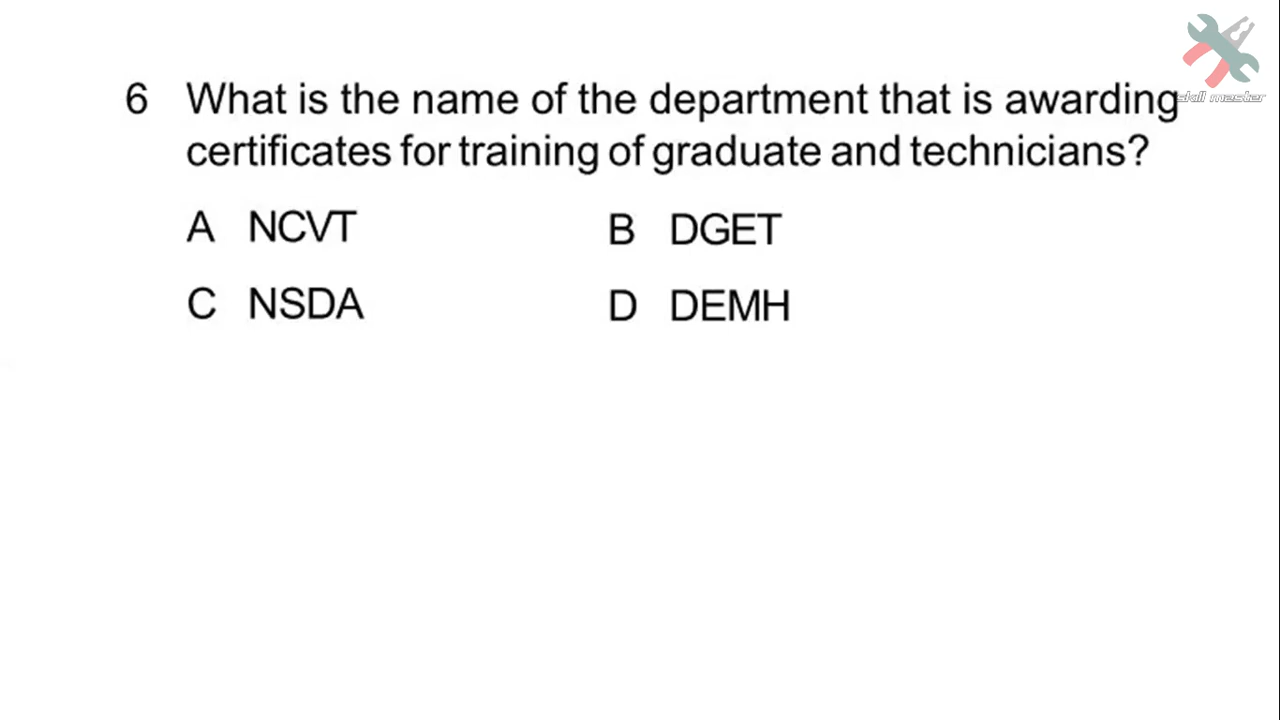 skill master
6 What is the name of the department that is awarding
certificates for training of graduate and technicians?
A NCVT B DGET
C NSDA D DEMH